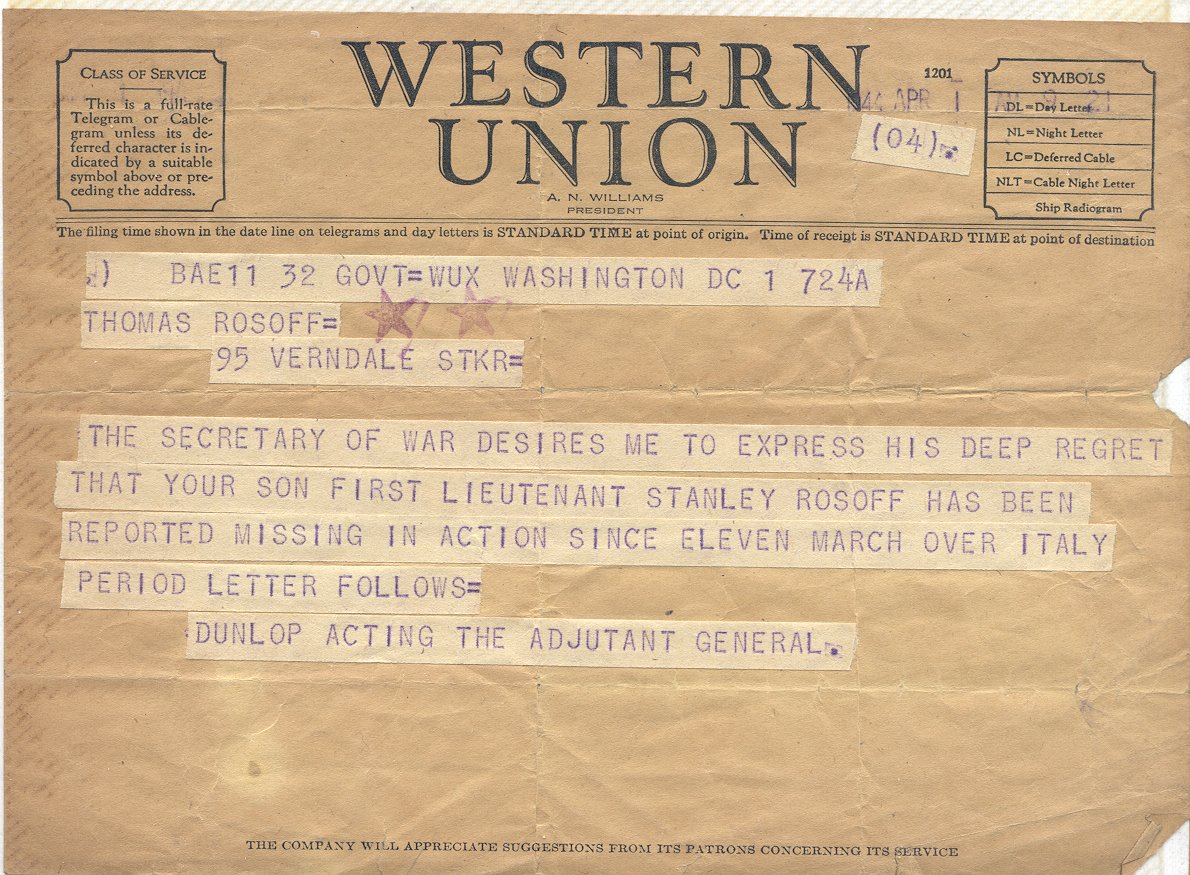 CLASS OF SERVICE
This is a full-rate
Telegram or Cable-
gram unless its de-
ferred character is in-
dicated by a suitable
symbol above or pre-
ceding the address.
WESTERN
UNION
A. N. WILLIAMS
PRESIDENT
1201
1944 APR 1 AM 9 21
(04).
SYMBOLS
DL=Day Letter
NL=Night Letter
LC=Deferred Cable
NLT=Cable Night Letter
Ship Radiogram
The filing time shown in the date line on telegrams and day letters is STANDARD TIME at point of origin. Time of receipt is STANDARD TIME at point of destination
) BAE11 32 GOVT=WUX WASHINGTON DC 1 724A
THOMAS ROSOFF=
95 VERNDALE STKR=
:THE SECRETARY OF WAR DESIRES ME TO EXPRESS HIS DEEP REGRET
THAT YOUR SON FIRST LIEUTENANT STANLEY ROSOFF HAS BEEN
REPORTED MISSING IN ACTION SINCE ELEVEN MARCH OVER ITALY
PERIOD LETTER FOLLOWS=
:DUNLOP ACTING THE ADJUTANT GENERAL.
THE COMPANY WILL APPRECIATE SUGGESTIONS FROM ITS PATRONS CONCERNING ITS SERVICE